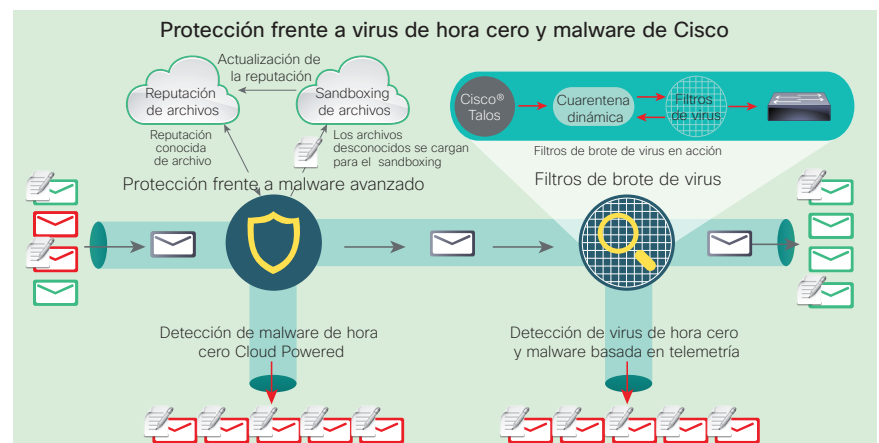 Protección frente a virus de hora cero y malware de Cisco
Actualización de
la reputación
Reputación
de archivos
Sandboxing
de archivos
Reputación
conocida
de archivo
Los archivos
desconocidos se cargan
para el sandboxing
Protección frente a malware avanzado
Cisco®
Talos
Cuarentena
dinámica
Filtros
de virus
Filtros de brote de virus en acción
Filtros de brote de virus
Detección de malware de hora
cero Cloud Powered
Detección de virus de hora cero
y malware basada en telemetría